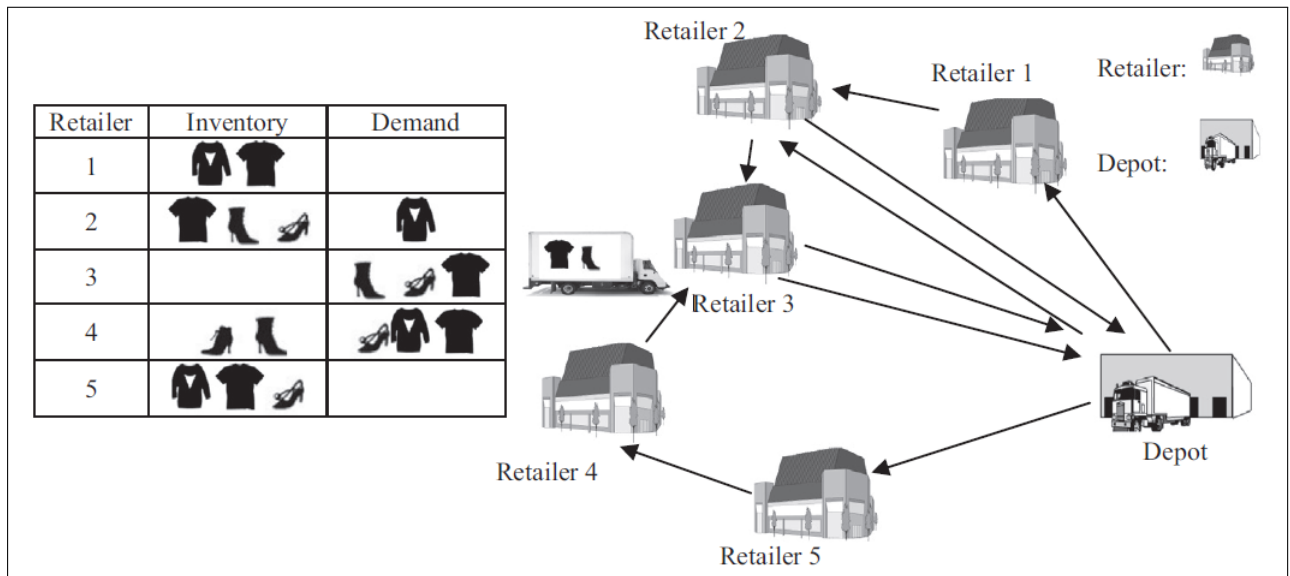 Retailer Inventory Demand
1
2
3
4
5
Retailer 2
Retailer 1
Retailer 3
Retailer 4
Retailer 5
Depot
Retailer:
Depot: